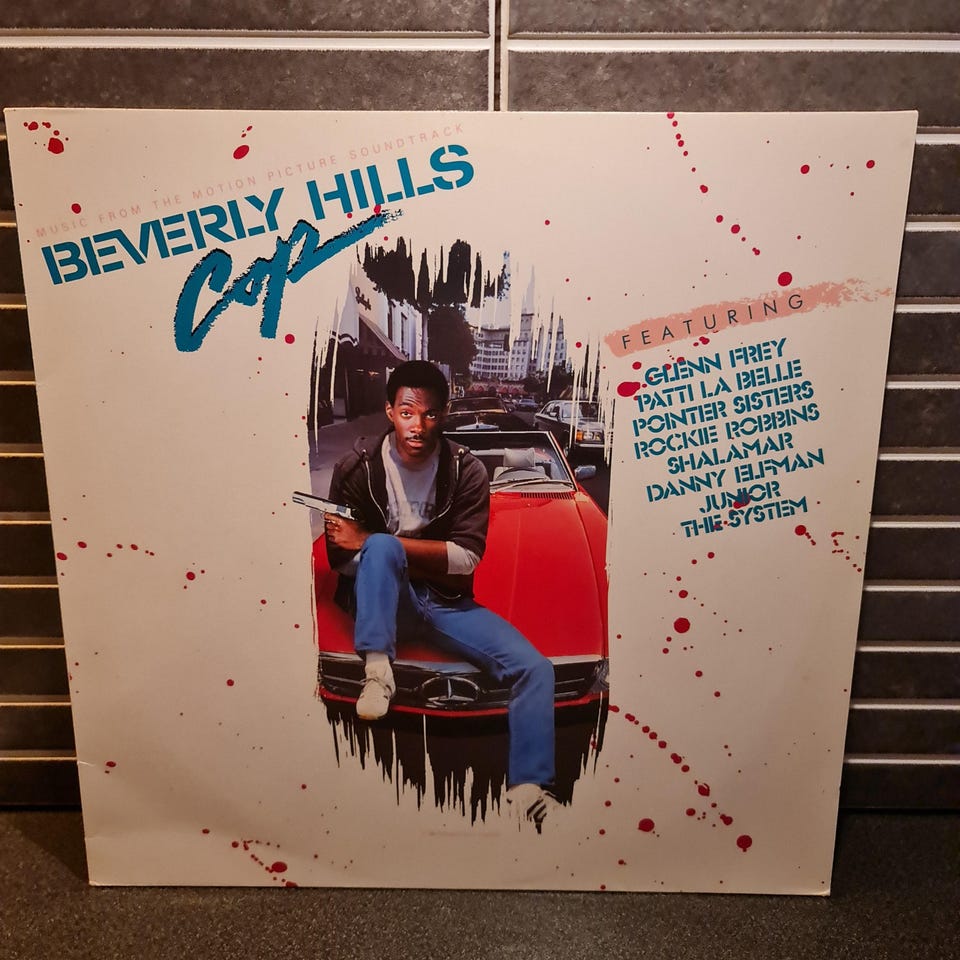 MUSIC FROM THE MOTION PICTURE SOUNDTRACK
BEVERLY HILLS
Cop
FEATURING
GLENN FREY
PATTI LA BELLE
POINTER SISTERS
ROCKIE ROBBINS
SHALAMAR
DANNY ELFMAN
JUNIOR
THE SYSTEM